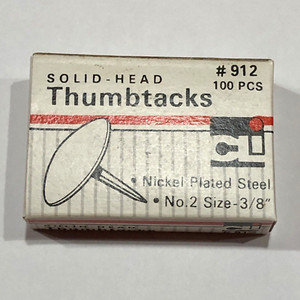 SOLID-HEAD
Thumbtacks
#912
100 PCS
• Nickel Plated Steel
• No.2 Size-3/8"